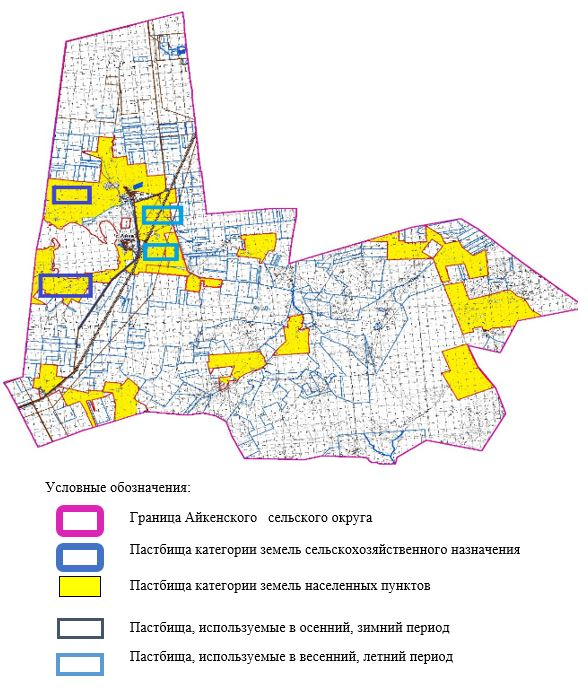 Условные обозначения:
Граница Айкенского сельского округа
Пастбища категории земель сельскохозяйственного назначения
Пастбища категории земель населенных пунктов
Пастбища, используемые в осенний, зимний период
Пастбища, используемые в весенний, летний период